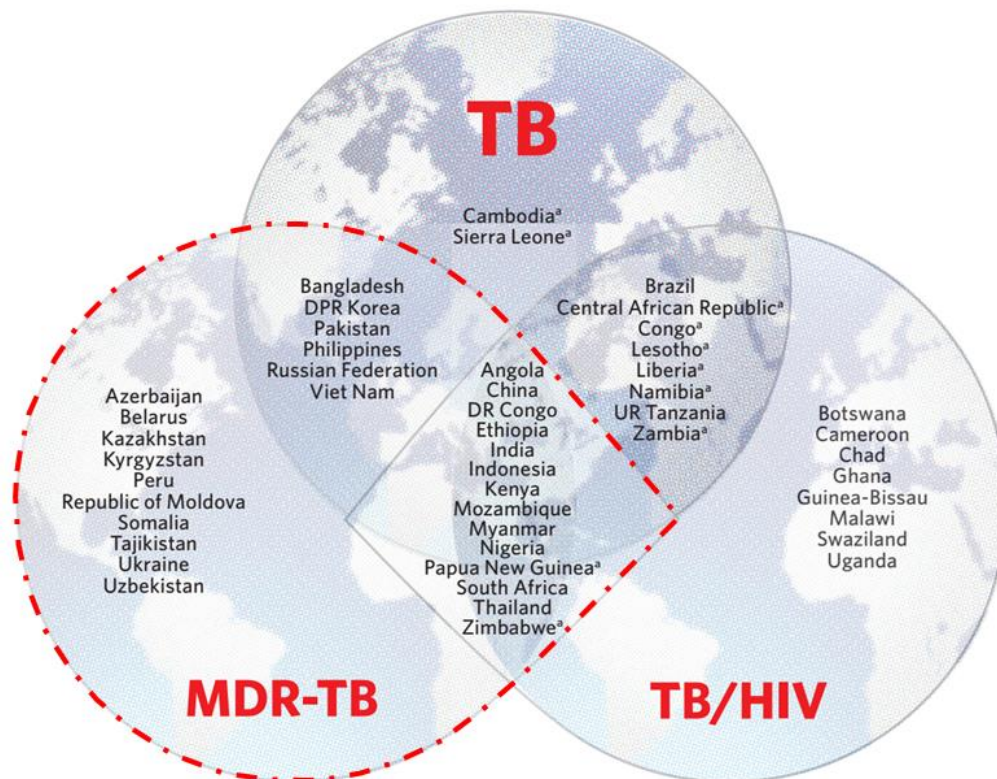 TB
Cambodiaᵃ
Sierra Leoneᵃ
Bangladesh
DPR Korea
Pakistan
Philippines
Russian Federation
Viet Nam
Brazil
Central African Republicᵃ
Congoᵃ
Lesothoᵃ
Liberiaᵃ
Namibiaᵃ
UR Tanzania
Zambiaᵃ
Angola
China
DR Congo
Ethiopia
India
Indonesia
Kenya
Mozambique
Myanmar
Nigeria
Papua New Guineaᵃ
South Africa
Thailand
Zimbabweᵃ
Azerbaijan
Belarus
Kazakhstan
Kyrgyzstan
Peru
Republic of Moldova
Somalia
Tajikistan
Ukraine
Uzbekistan
Botswana
Cameroon
Chad
Ghana
Guinea-Bissau
Malawi
Swaziland
Uganda
MDR-TB
TB/HIV